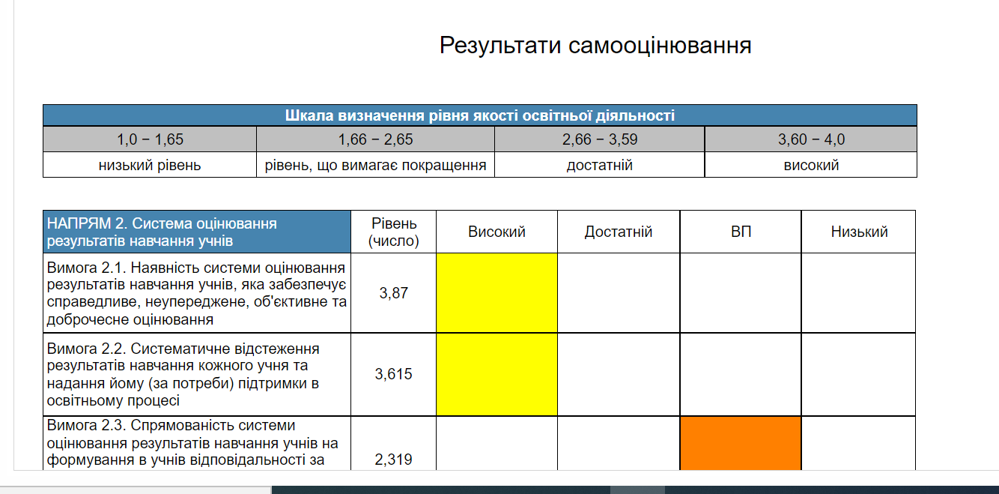 Результати самооцінювання
Шкала визначення рівня якості освітньої діяльності
1,0 − 1,65
1,66 − 2,65
2,66 − 3,59
3,60 − 4,0
низький рівень
рівень, що вимагає покращення
достатній
високий
НАПРЯМ 2. Система оцінювання
результатів навчання учнів
Рівень
(число)
Високий
Достатній
ВП
Низький
Вимога 2.1. Наявність системи оцінювання
результатів навчання учнів, яка забезпечує
справедливе, неупереджене, об'єктивне та
доброчесне оцінювання
3,87
Вимога 2.2. Систематичне відстеження
результатів навчання кожного учня та
надання йому (за потреби) підтримки в
освітньому процесі
3,615
Вимога 2.3. Спрямованість системи
оцінювання результатів навчання учнів на
формування в учнів відповідальності за
2,319